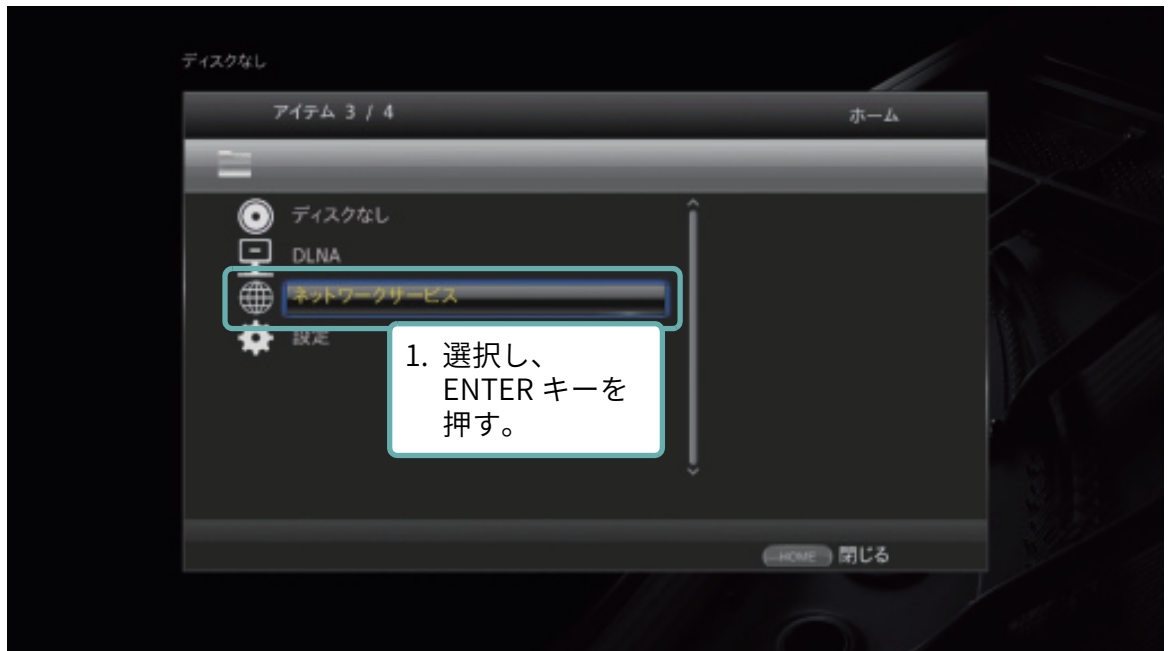 ディスクなし
アイテム 3 / 4 ホーム
ディスクなし
DLNA
ネットワークサービス
設定
1. 選択し、
ENTER キーを
押す。
HOME 閉じる